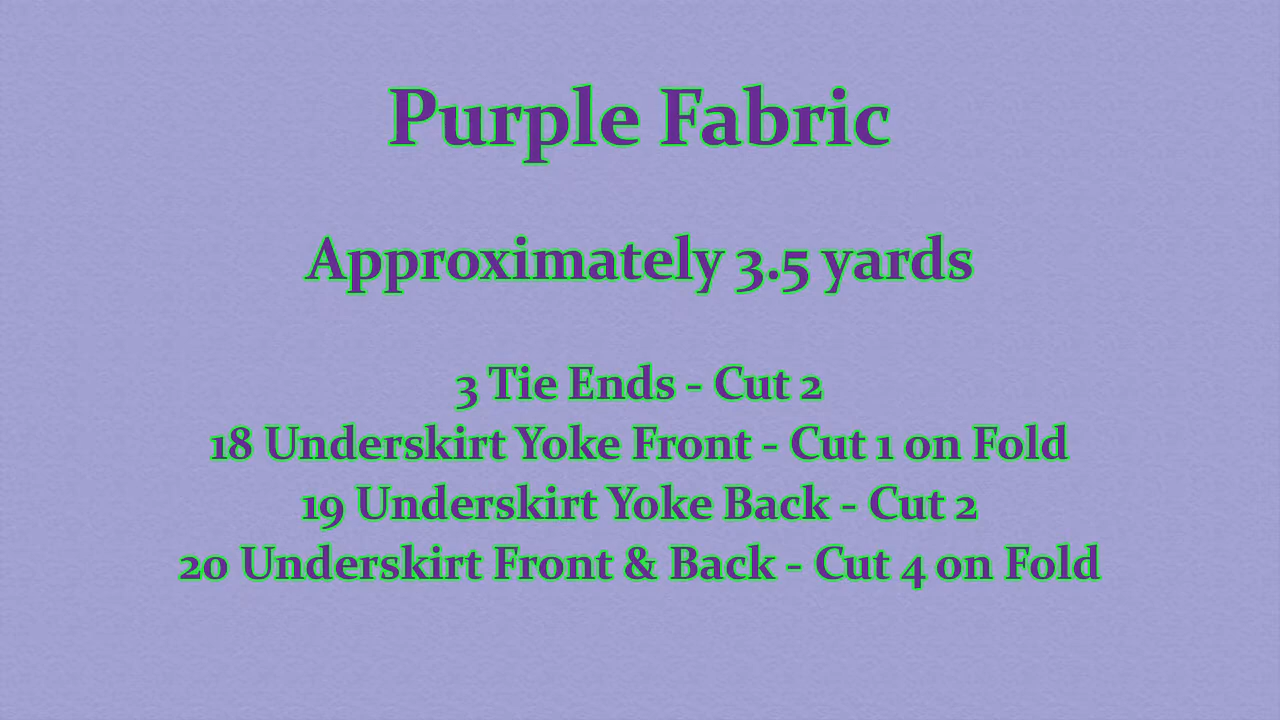 Purple Fabric
Approximately 3.5 yards
3 Tie Ends - Cut 2
18 Underskirt Yoke Front - Cut 1 on Fold
19 Underskirt Yoke Back - Cut 2
20 Underskirt Front & Back - Cut 4 on Fold